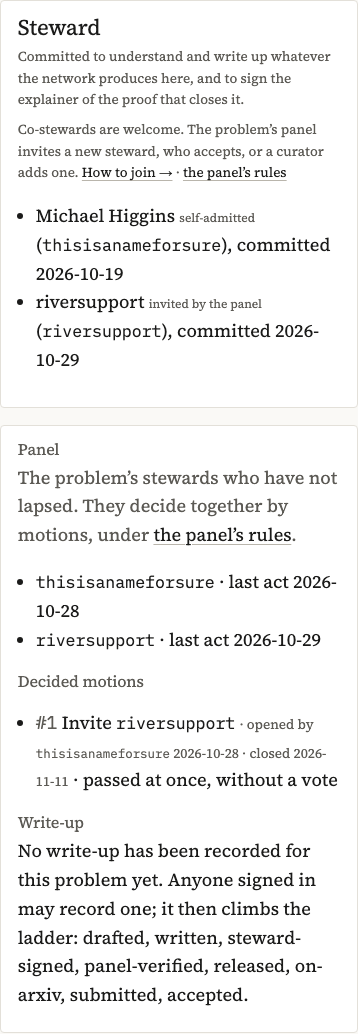 Steward
Committed to understand and write up whatever
the network produces here, and to sign the
explainer of the proof that closes it.
Co-stewards are welcome. The problem’s panel
invites a new steward, who accepts, or a curator
adds one. How to join → · the panel’s rules
• Michael Higgins self-admitted
(thisisanameforsure), committed
2026-10-19
• riversupport invited by the panel
(riversupport), committed 2026-
10-29
Panel
The problem’s stewards who have not
lapsed. They decide together by
motions, under the panel’s rules.
• thisisanameforsure · last act 2026-
10-28
• riversupport · last act 2026-10-29
Decided motions
• #1 Invite riversupport · opened by
thisisanameforsure 2026-10-28 · closed 2026-
11-11 · passed at once, without a vote
Write-up
No write-up has been recorded for
this problem yet. Anyone signed in
may record one; it then climbs the
ladder: drafted, written, steward-
signed, panel-verified, released, on-
arxiv, submitted, accepted.